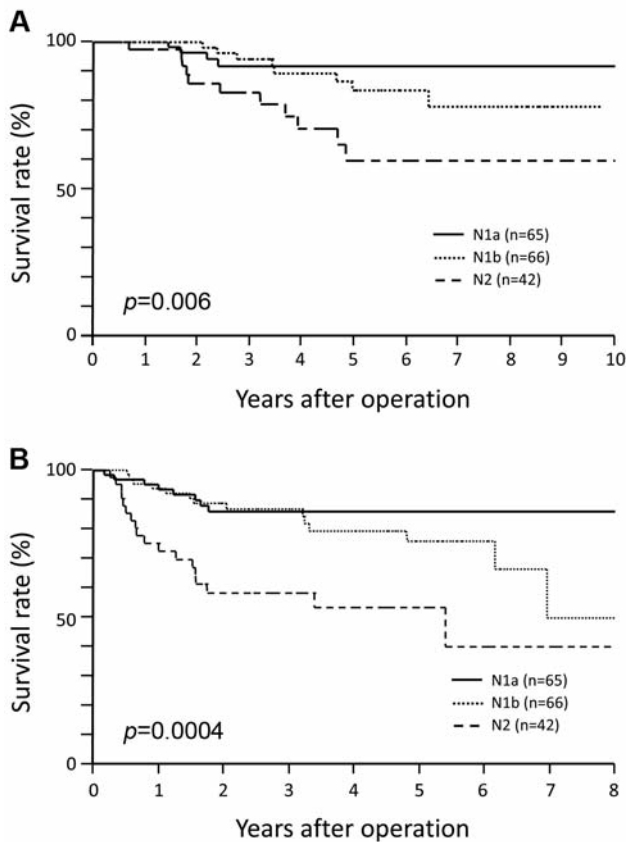 A
100
50
0
Survival rate (%)
N1a (n=65)
N1b (n=66)
N2 (n=42)
p=0.006
0 1 2 3 4 5 6 7 8 9 10
Years after operation
B
100
50
0
Survival rate (%)
N1a (n=65)
N1b (n=66)
N2 (n=42)
p=0.0004
0 1 2 3 4 5 6 7 8
Years after operation